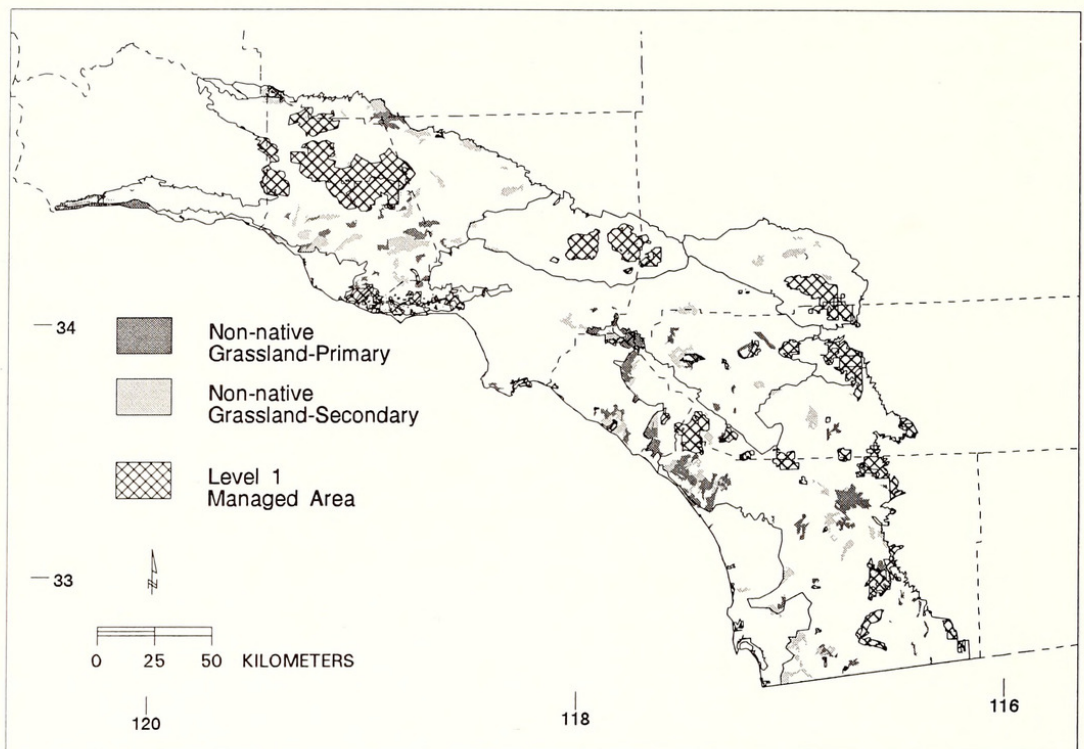 34
Non-native
Grassland-Primary
Non-native
Grassland-Secondary
Level 1
Managed Area
33
N
0 25 50 KILOMETERS
120
118
116